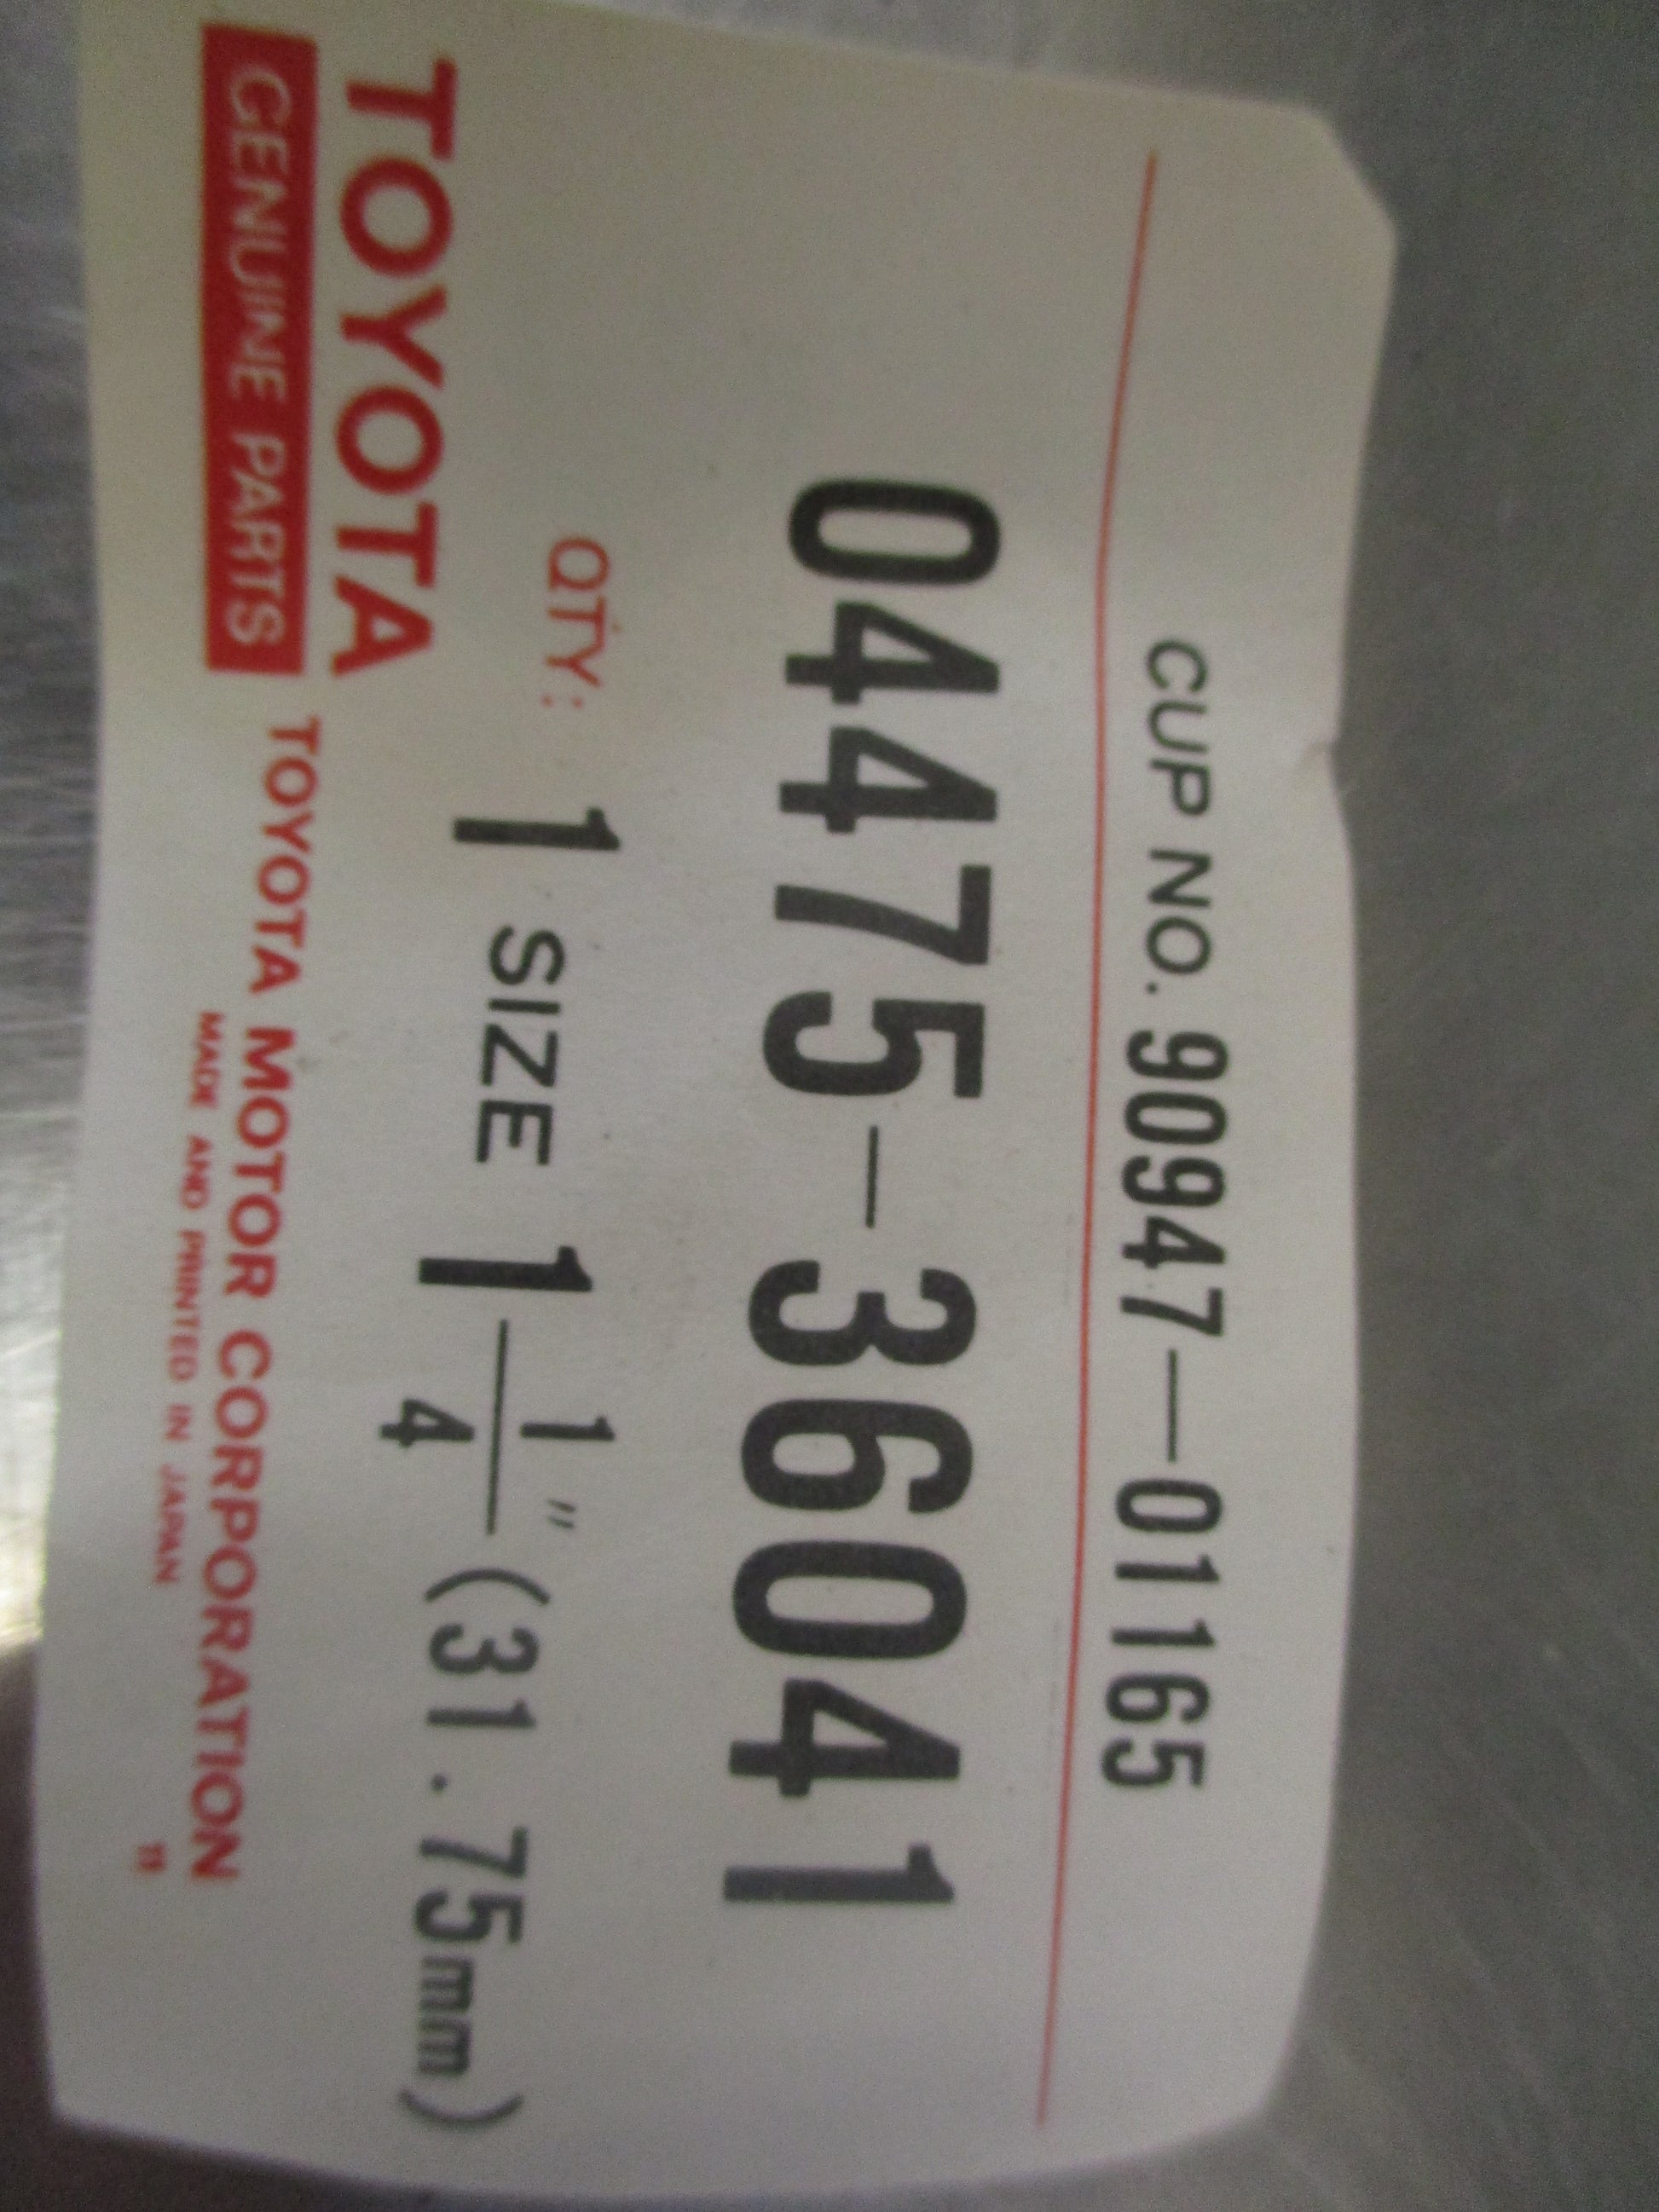 CUP NO. 90947—01165
04475—36041
QTY: 1 SIZE 1 1/4″ (31.75mm)
TOYOTA
GENUINE PARTS
TOYOTA MOTOR CORPORATION
MADE AND PRINTED IN JAPAN